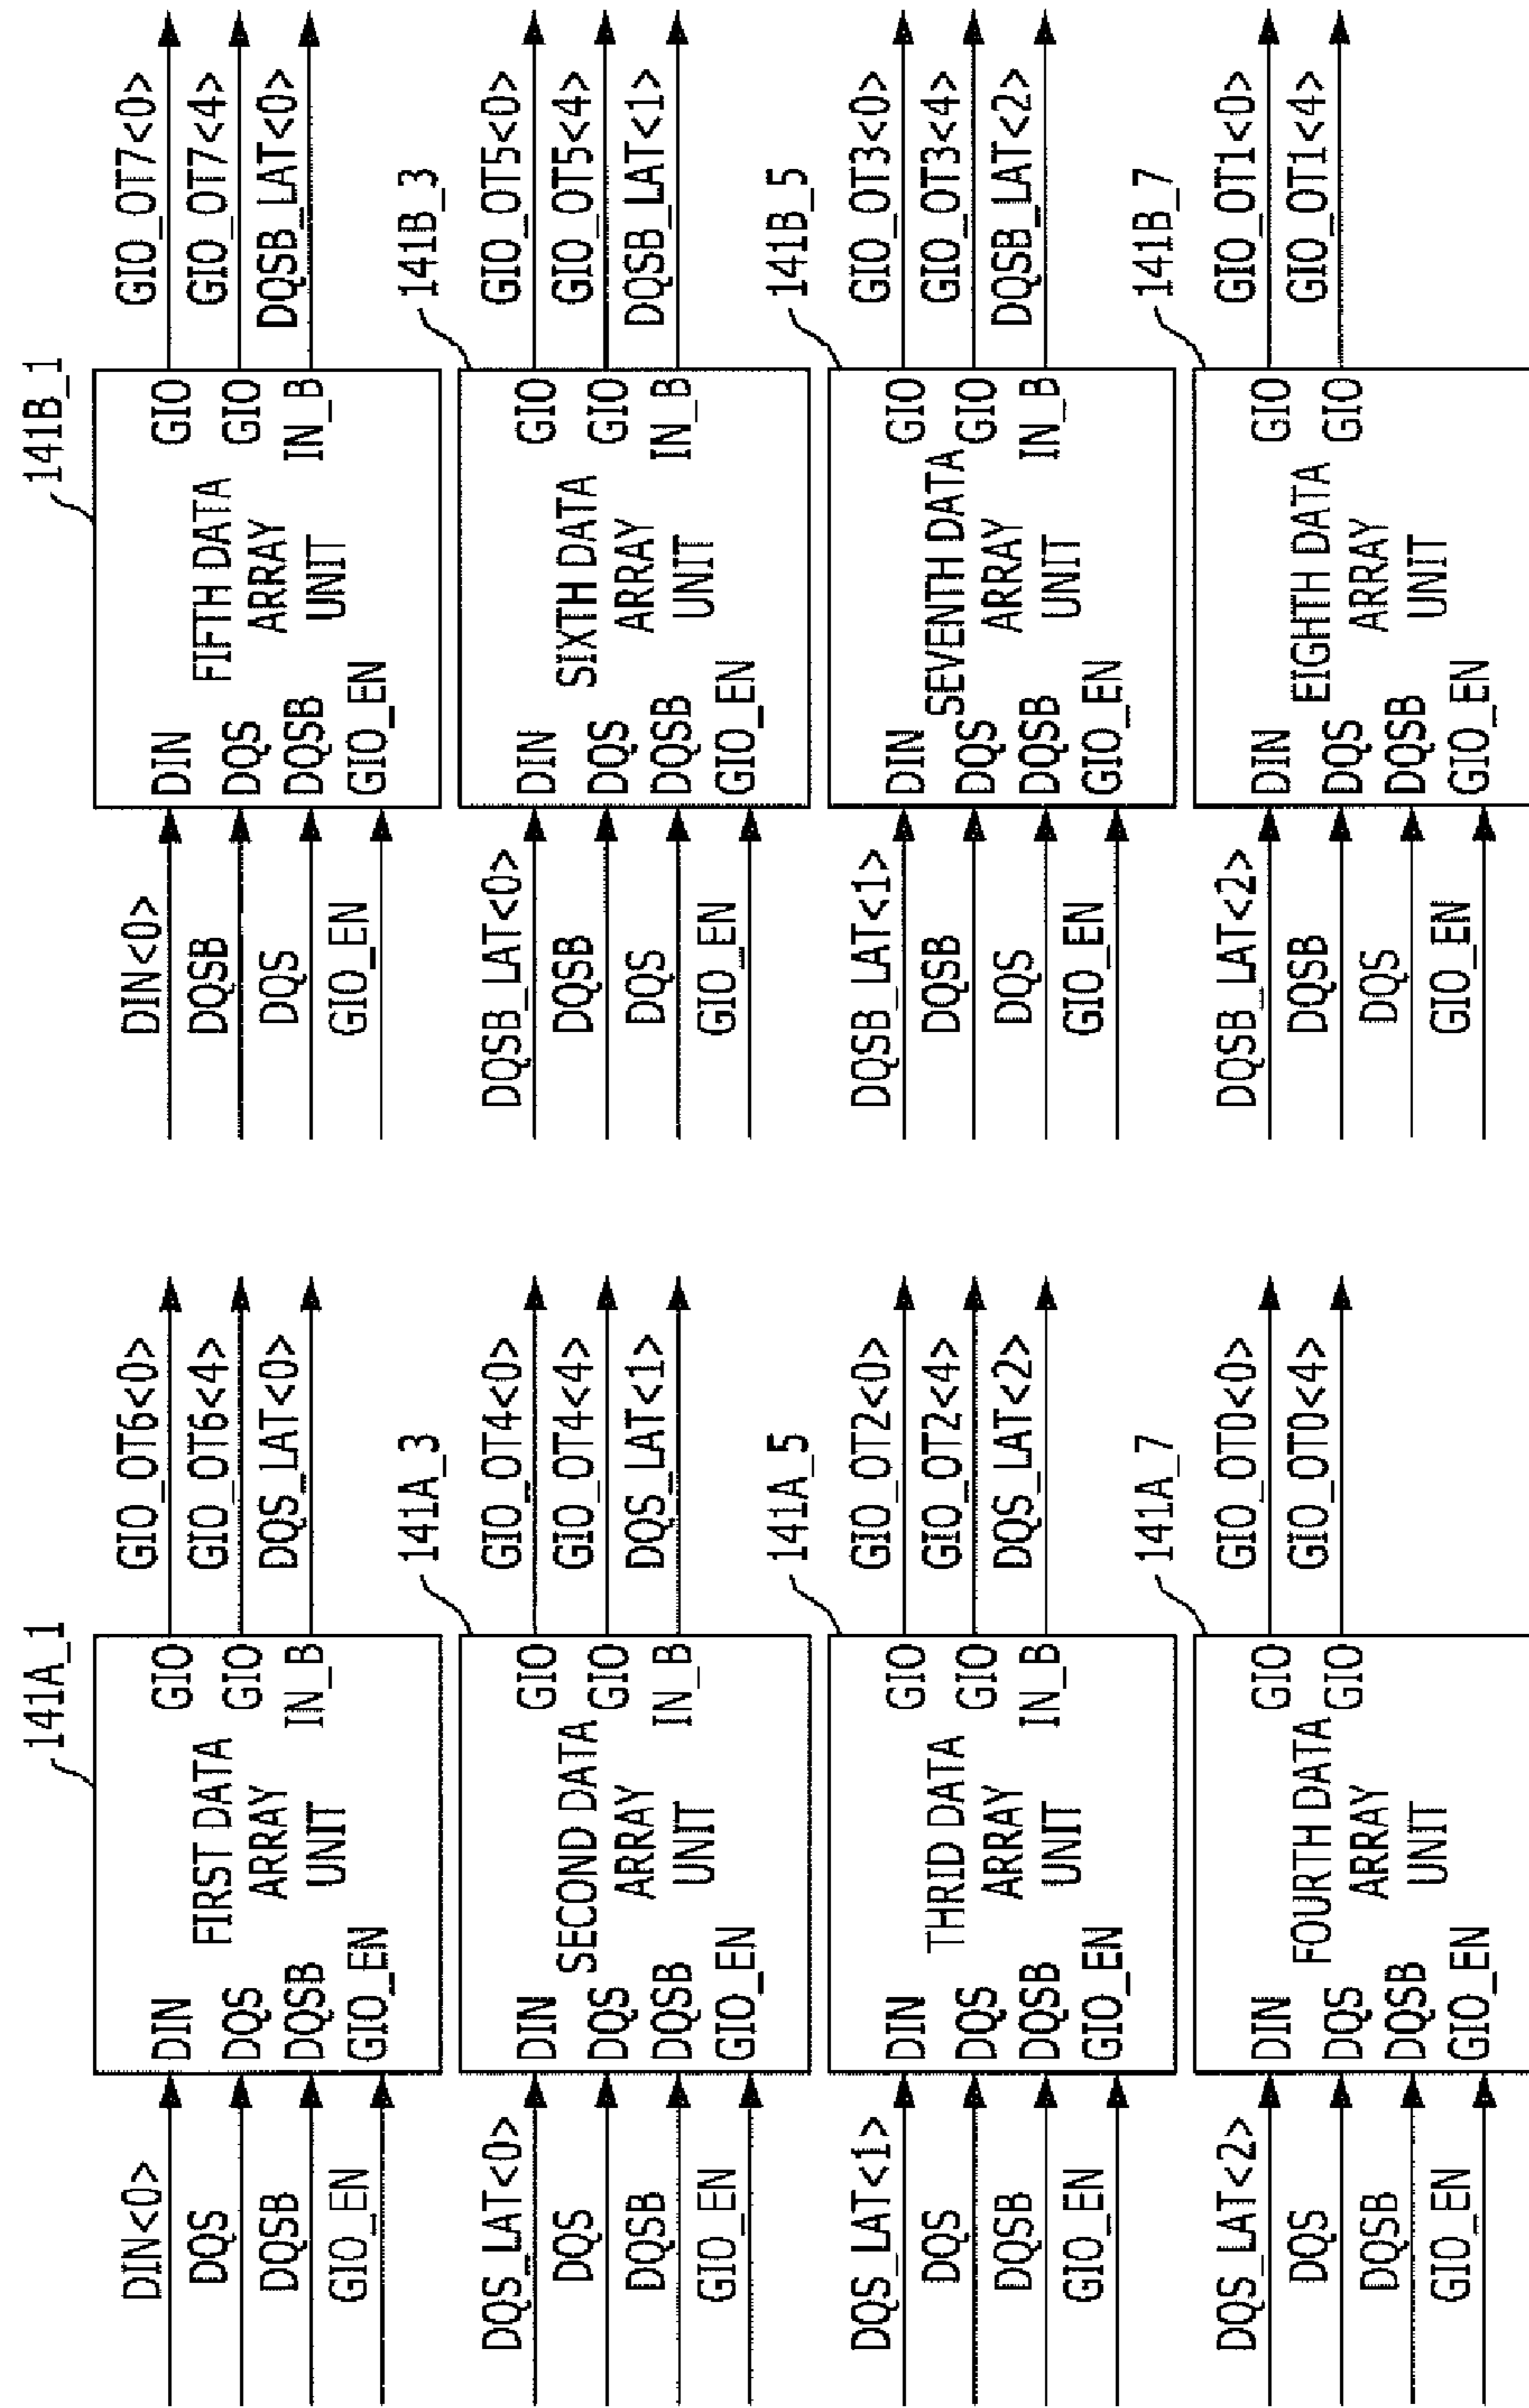 141A_1
DIN<0>
DQS
DQSB
GIO_EN
DIN
DQS
DQSB
GIO_EN
FIRST DATA
ARRAY
UNIT
GIO
GIO
IN_B
GIO_OT6<0>
GIO_OT6<4>
DQS_LAT<0>
141A_3
DQS_LAT<0>
DQS
DQSB
GIO_EN
DIN
DQS
DQSB
GIO_EN
SECOND DATA
ARRAY
UNIT
GIO
GIO
IN_B
GIO_OT4<0>
GIO_OT4<4>
DQS_LAT<1>
141A_5
DQS_LAT<1>
DQS
DQSB
GIO_EN
DIN
DQS
DQSB
GIO_EN
THRID DATA
ARRAY
UNIT
GIO
GIO
IN_B
GIO_OT2<0>
GIO_OT2<4>
DQS_LAT<2>
141A_7
DQS_LAT<2>
DQS
DQSB
GIO_EN
DIN
DQS
DQSB
GIO_EN
FOURTH DATA
ARRAY
UNIT
GIO
GIO
GIO_OT0<0>
GIO_OT0<4>
141B_1
DIN<0>
DQSB
DQS
GIO_EN
DIN
DQS
DQSB
GIO_EN
FIFTH DATA
ARRAY
UNIT
GIO
GIO
IN_B
GIO_OT7<0>
GIO_OT7<4>
DQSB_LAT<0>
141B_3
DQSB_LAT<0>
DQSB
DQS
GIO_EN
DIN
DQS
DQSB
GIO_EN
SIXTH DATA
ARRAY
UNIT
GIO
GIO
IN_B
GIO_OT5<0>
GIO_OT5<4>
DQSB_LAT<1>
141B_5
DQSB_LAT<1>
DQSB
DQS
GIO_EN
DIN
DQS
DQSB
GIO_EN
SEVENTH DATA
ARRAY
UNIT
GIO
GIO
IN_B
GIO_OT3<0>
GIO_OT3<4>
DQSB_LAT<2>
141B_7
DQSB_LAT<2>
DQSB
DQS
GIO_EN
DIN
DQS
DQSB
GIO_EN
EIGHTH DATA
ARRAY
UNIT
GIO
GIO
GIO_OT1<0>
GIO_OT1<4>